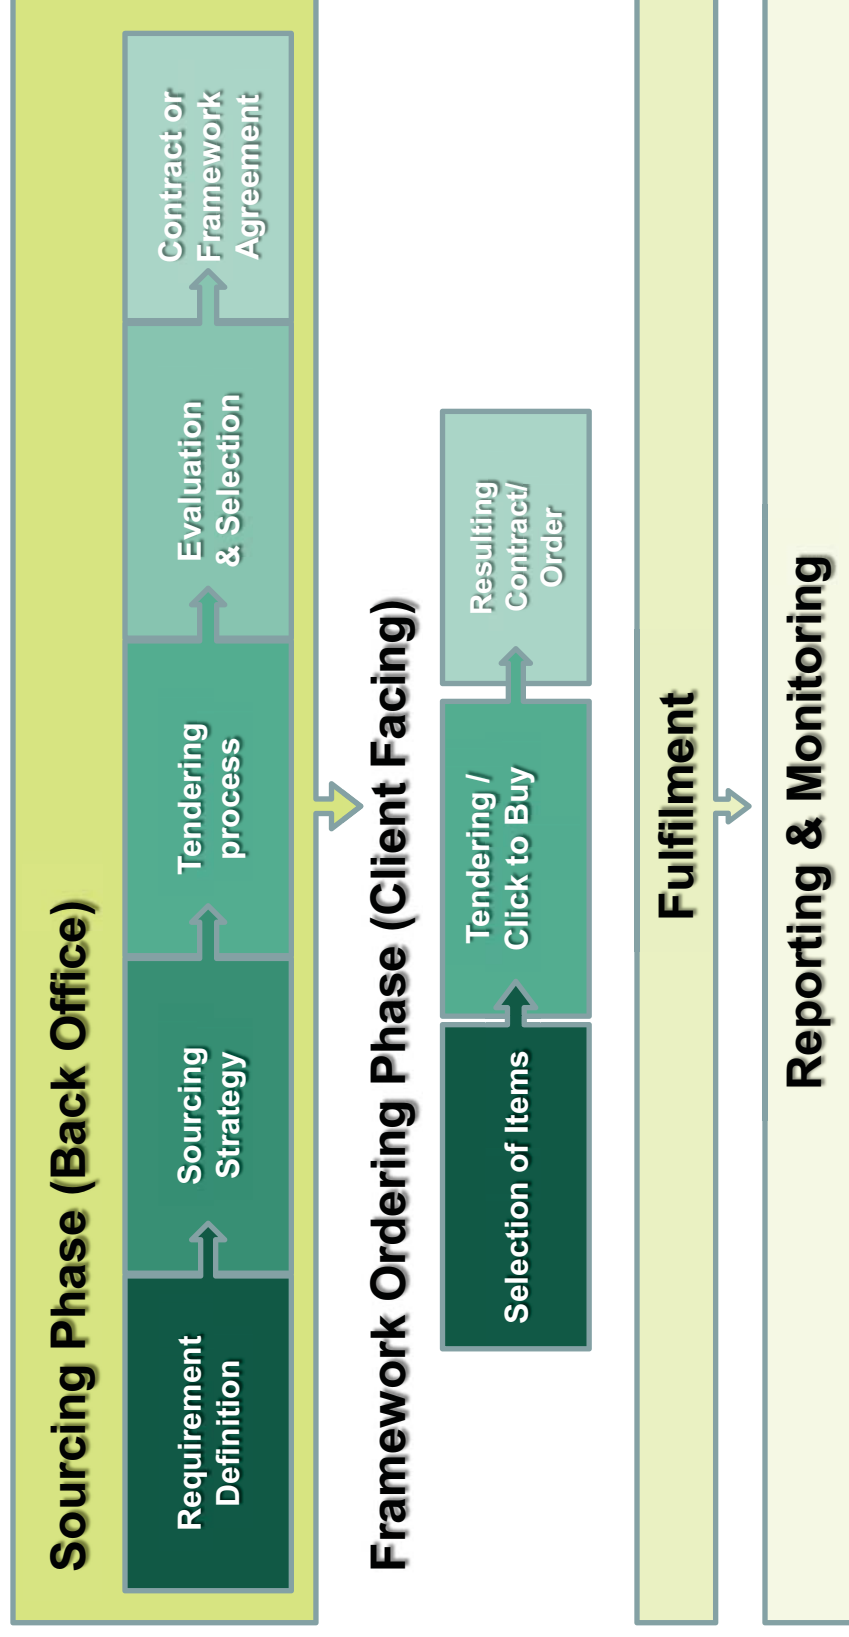 Sourcing Phase (Back Office)
Requirement
Definition
Sourcing
Strategy
Tendering
process
Evaluation
& Selection
Contract or
Framework
Agreement
Framework Ordering Phase (Client Facing)
Selection of Items
Tendering /
Click to Buy
Resulting
Contract/
Order
Fulfilment
Reporting & Monitoring